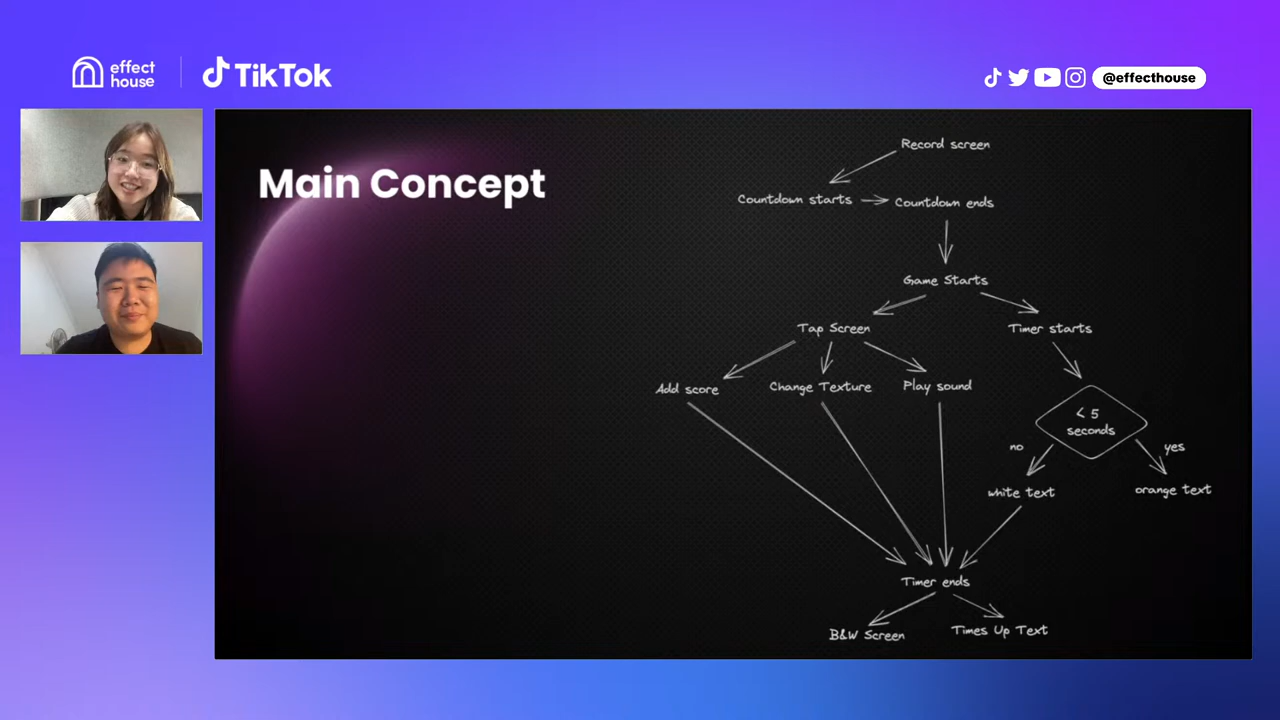 effect
house
TikTok
@effecthouse
Main Concept
Record screen
Countdown starts
Countdown ends
Game Starts
Tap Screen
Timer starts
Add score
Change Texture
Play sound
< 5
seconds
no
yes
white text
orange text
Timer ends
B&W Screen
Times Up Text